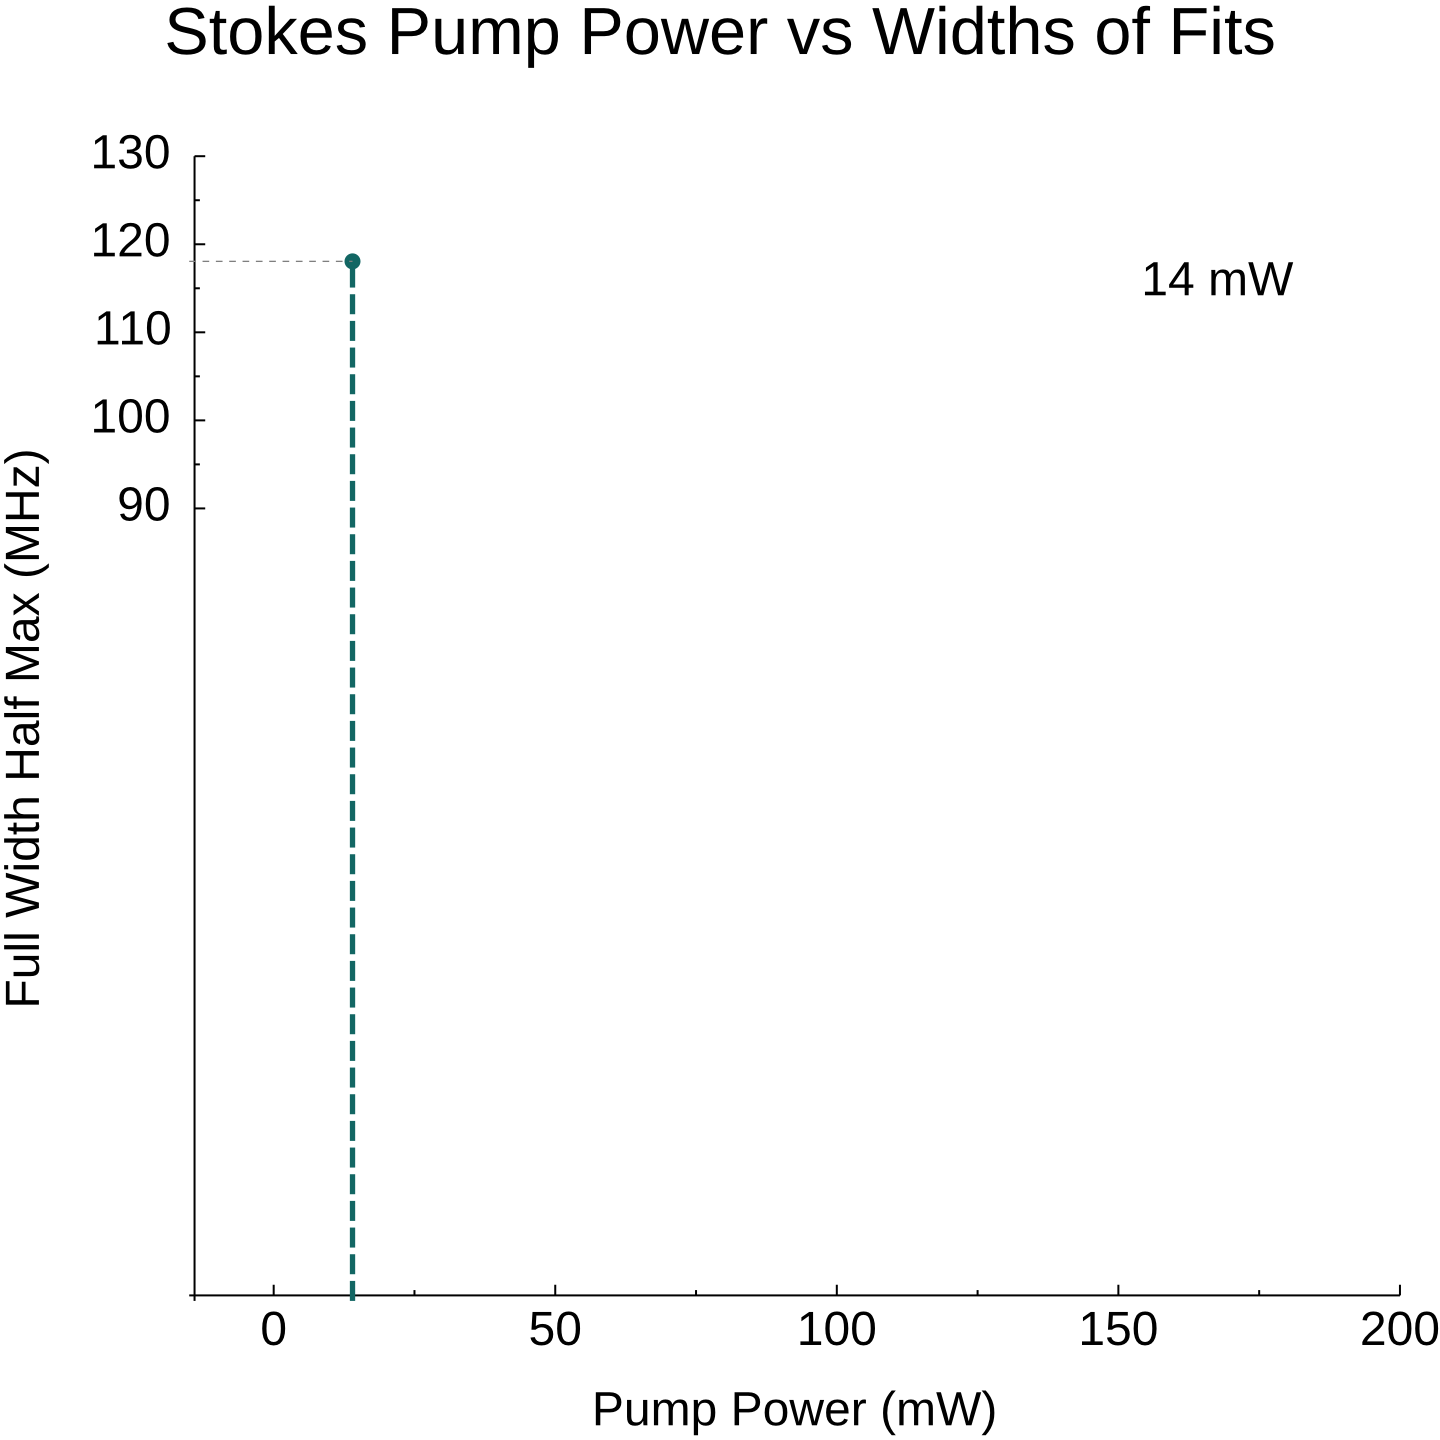 Stokes Pump Power vs Widths of Fits
130
120
14 mW
110
100
90
Full Width Half Max (MHz)
0 50 100 150 200
Pump Power (mW)